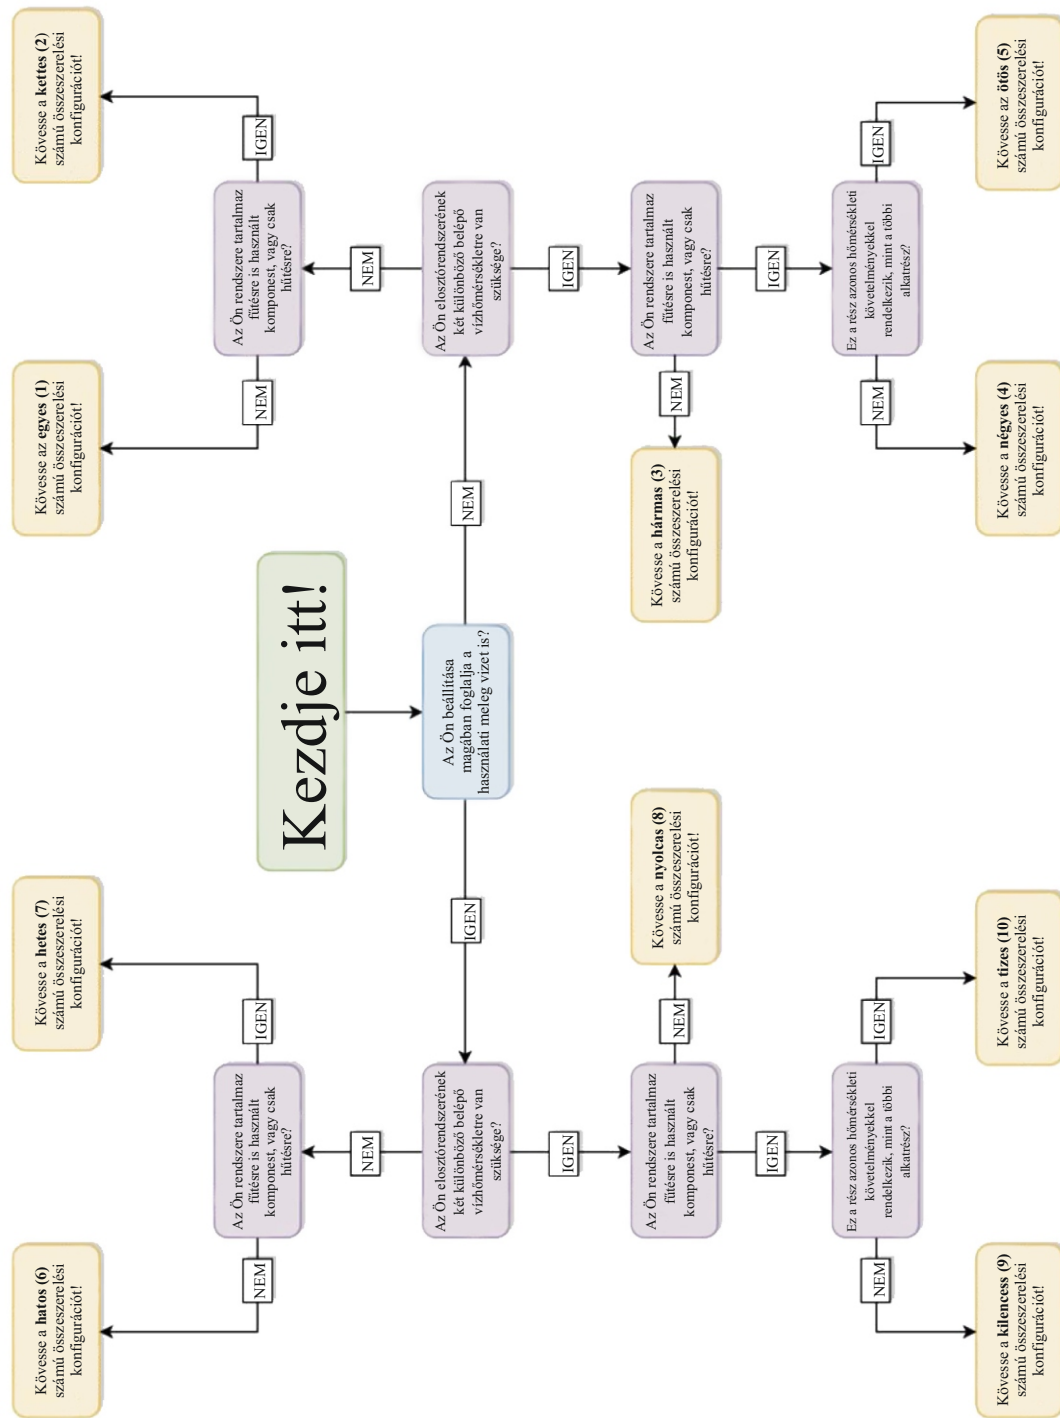 Kövesse a hatos (6)
számú összeszerelési
konfigurációt!
Kövesse a hetes (7)
számú összeszerelési
konfigurációt!
Kövesse az egyes (1)
számú összeszerelési
konfigurációt!
Kövesse a kettes (2)
számú összeszerelési
konfigurációt!
NEM
Az Ön rendszere tartalmaz
fűtésre is használt
komponest, vagy csak
hűtésre?
IGEN
Kezdje itt!
NEM
Az Ön rendszere tartalmaz
fűtésre is használt
komponest, vagy csak
hűtésre?
IGEN
NEM
NEM
Az Ön elosztórendszerének
két különböző belépő
vízhőmérsékletre van
szüksége?
IGEN
Az Ön beállítása
magában foglalja a
használati meleg vizet is?
NEM
Az Ön elosztórendszerének
két különböző belépő
vízhőmérsékletre van
szüksége?
IGEN
IGEN
Az Ön rendszere tartalmaz
fűtésre is használt
komponest, vagy csak
hűtésre?
NEM
Kövesse a nyolcas (8)
számú összeszerelési
konfigurációt!
Kövesse a hármas (3)
számú összeszerelési
konfigurációt!
NEM
Az Ön rendszere tartalmaz
fűtésre is használt
komponest, vagy csak
hűtésre?
IGEN
IGEN
NEM
Ez a rész azonos hőmérsékleti
követelményekkel
rendelkezik, mint a többi
alkatrész?
IGEN
NEM
Ez a rész azonos hőmérsékleti
követelményekkel
rendelkezik, mint a többi
alkatrész?
IGEN
Kövesse a kilencess (9)
számú összeszerelési
konfigurációt!
Kövesse a tizes (10)
számú összeszerelési
konfigurációt!
Kövesse a négyes (4)
számú összeszerelési
konfigurációt!
Kövesse az ötös (5)
számú összeszerelési
konfigurációt!